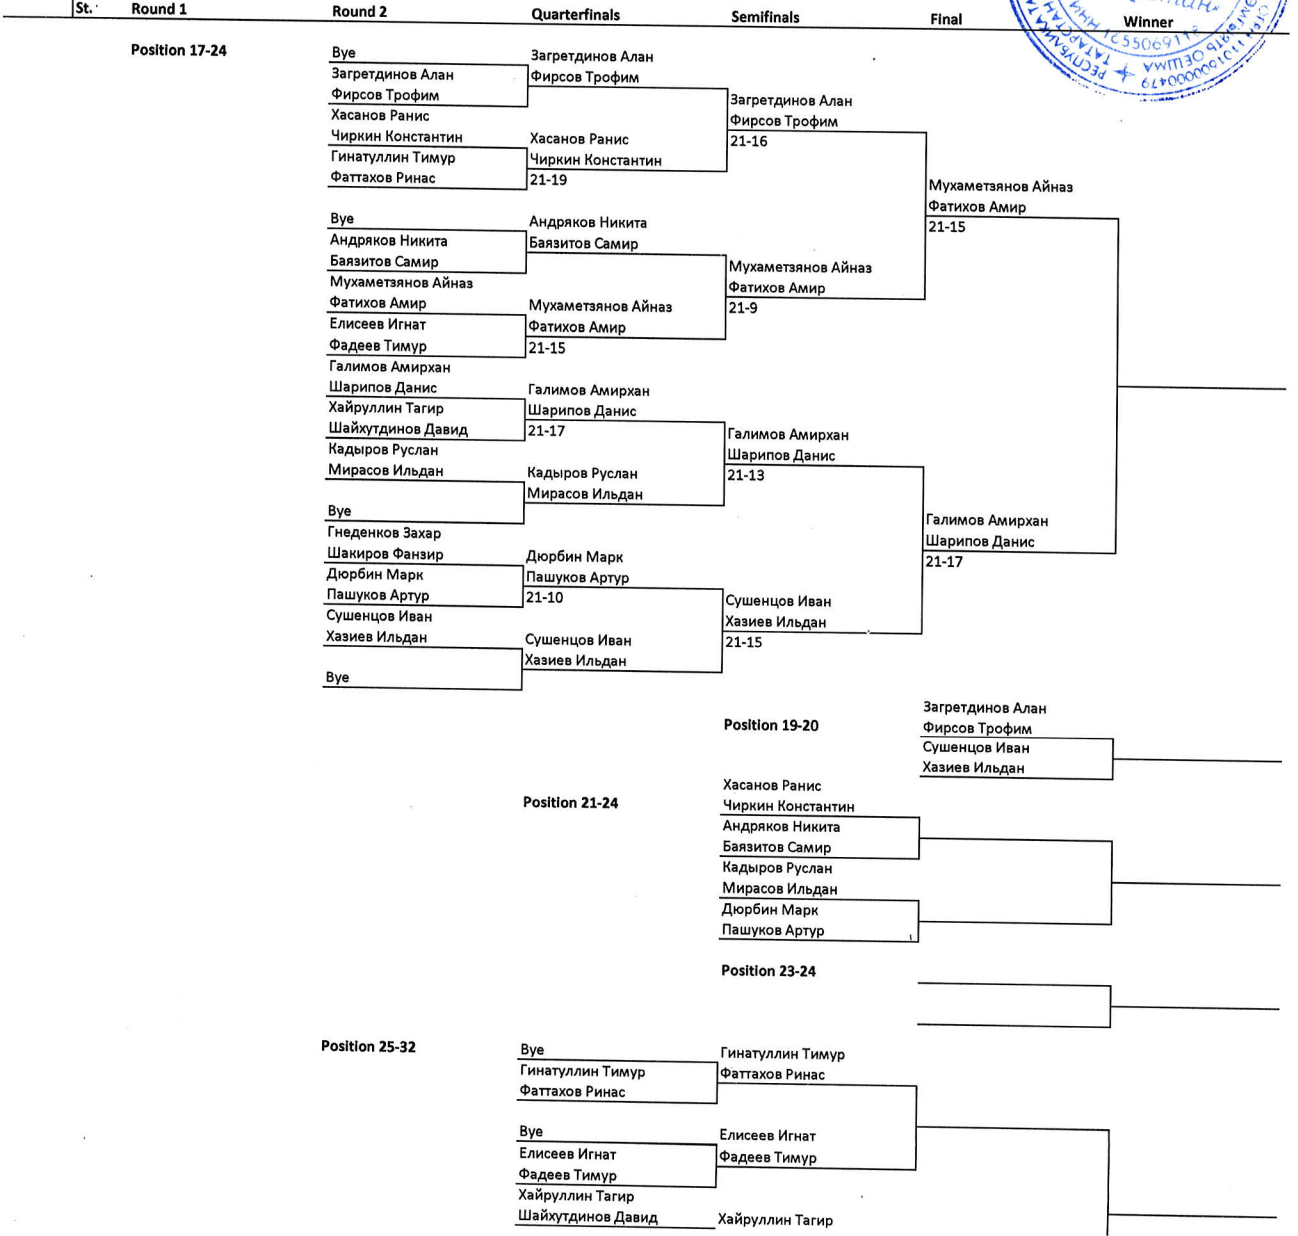 St. Round 1 Round 2 Quarterfinals Semifinals Final Winner
Position 17-24
Bye
Загретдинов Алан
Фирсов Трофим
Хасанов Ранис
Чиркин Константин
Гинатуллин Тимур
Фаттахов Ринас
Bye
Андряков Никита
Баязитов Самир
Мухаметзянов Айназ
Фатихов Амир
Елисеев Игнат
Фадеев Тимур
Галимов Амирхан
Шарипов Данис
Хайруллин Тагир
Шайхутдинов Давид
Кадыров Руслан
Мирасов Ильдан
Bye
Гнеденков Захар
Шакиров Фанзир
Дюрбин Марк
Пашуков Артур
Сушенцов Иван
Хазиев Ильдан
Bye
Загретдинов Алан
Фирсов Трофим
Хасанов Ранис
Чиркин Константин
21-19
Андряков Никита
Баязитов Самир
Мухаметзянов Айназ
Фатихов Амир
21-15
Галимов Амирхан
Шарипов Данис
21-17
Кадыров Руслан
Мирасов Ильдан
Дюрбин Марк
Пашуков Артур
21-10
Сушенцов Иван
Хазиев Ильдан
Загретдинов Алан
Фирсов Трофим
21-16
Мухаметзянов Айназ
Фатихов Амир
21-9
Галимов Амирхан
Шарипов Данис
21-13
Сушенцов Иван
Хазиев Ильдан
21-15
Мухаметзянов Айназ
Фатихов Амир
21-15
Галимов Амирхан
Шарипов Данис
21-17
Position 19-20
Загретдинов Алан
Фирсов Трофим
Сушенцов Иван
Хазиев Ильдан
Position 21-24
Хасанов Ранис
Чиркин Константин
Андряков Никита
Баязитов Самир
Кадыров Руслан
Мирасов Ильдан
Дюрбин Марк
Пашуков Артур
Position 23-24
Position 25-32
Bye
Гинатуллин Тимур
Фаттахов Ринас
Bye
Елисеев Игнат
Фадеев Тимур
Хайруллин Тагир
Шайхутдинов Давид
Гинатуллин Тимур
Фаттахов Ринас
Елисеев Игнат
Фадеев Тимур
Хайруллин Тагир